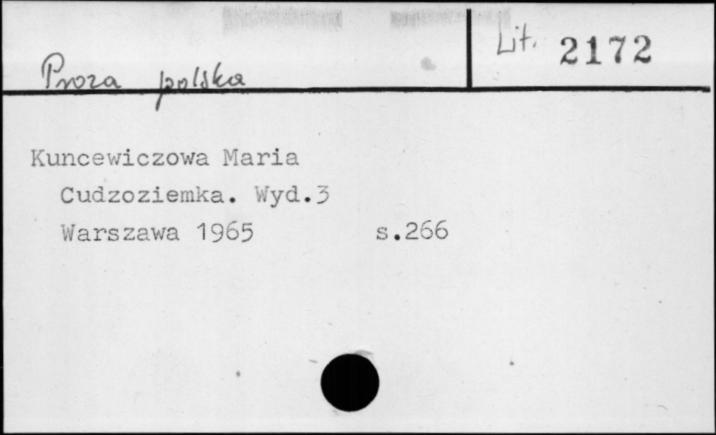 Lit. 2172
Proza polska
Kuncewiczowa Maria
Cudzoziemka. Wyd.3
Warszawa 1965 s.266